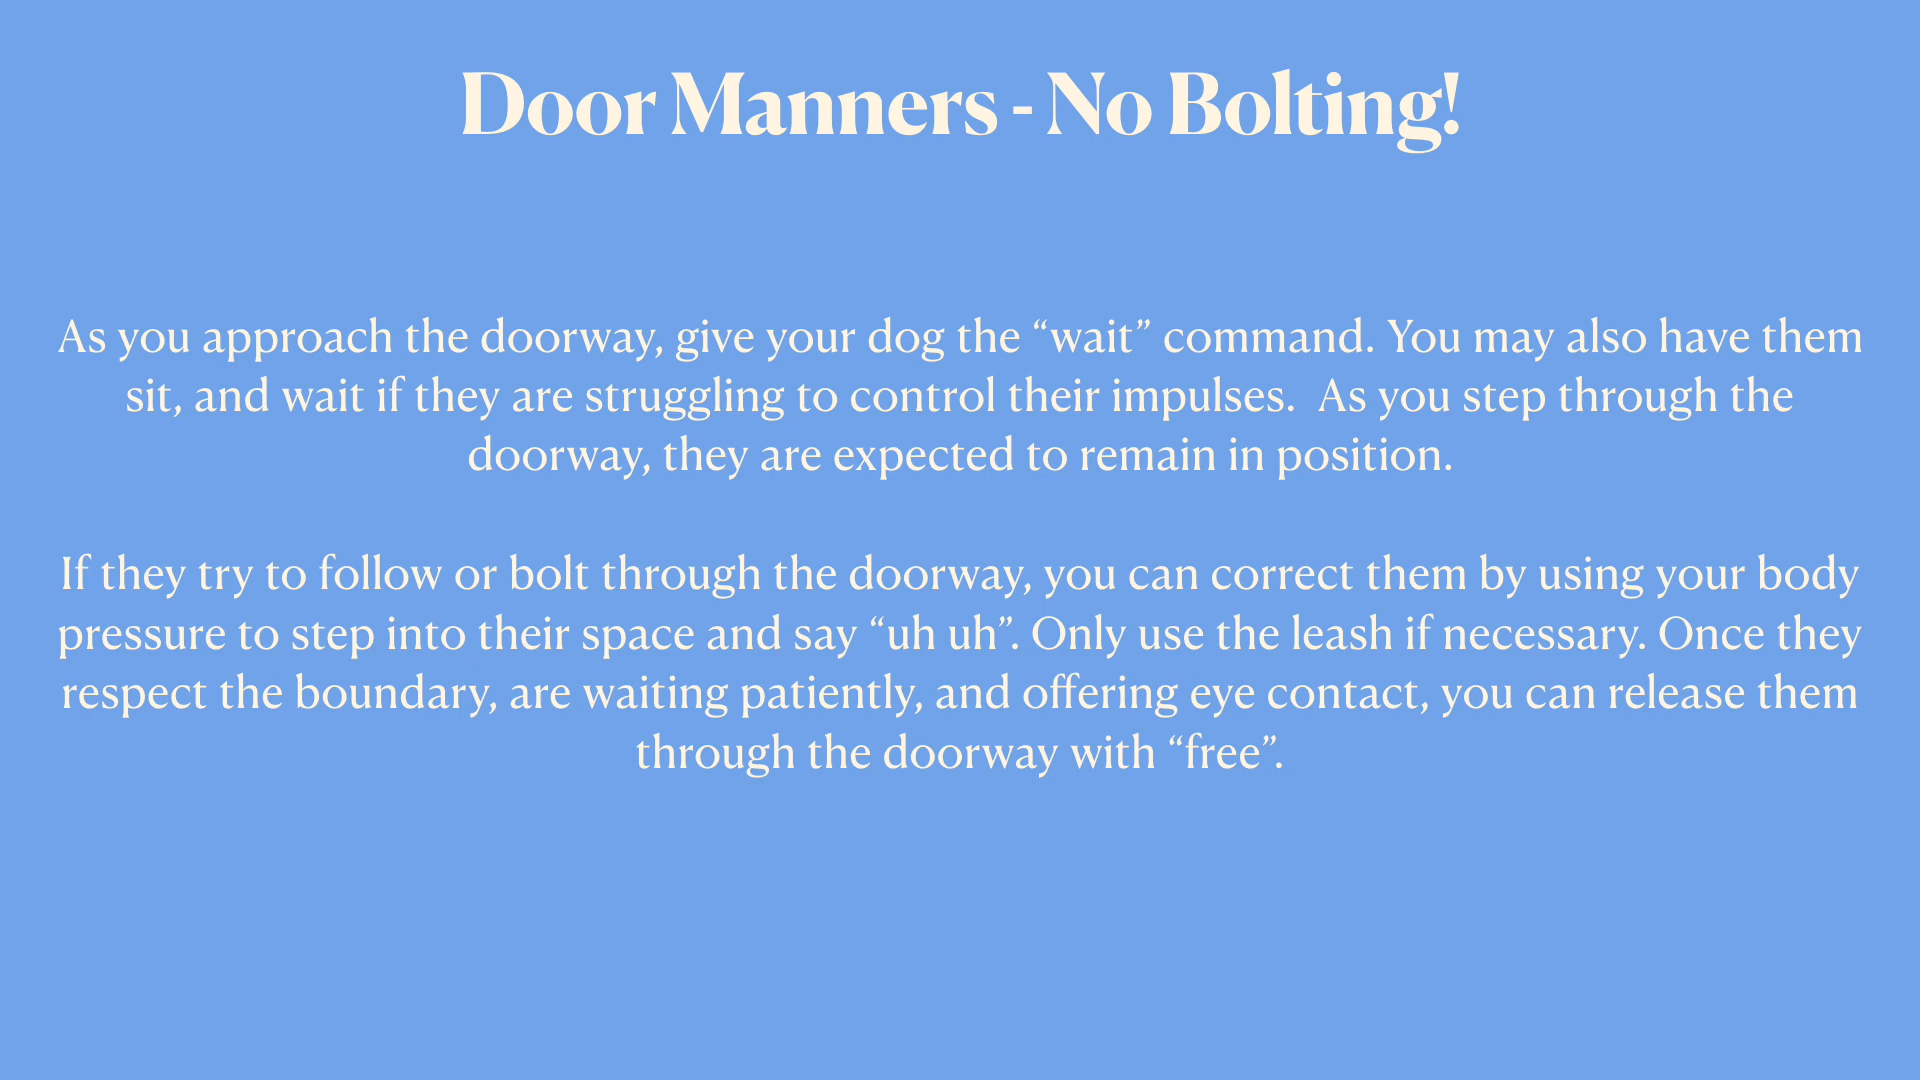 Door Manners - No Bolting!
As you approach the doorway, give your dog the “wait” command. You may also have them
sit, and wait if they are struggling to control their impulses.  As you step through the
doorway, they are expected to remain in position.
If they try to follow or bolt through the doorway, you can correct them by using your body
pressure to step into their space and say “uh uh”. Only use the leash if necessary. Once they
respect the boundary, are waiting patiently, and offering eye contact, you can release them
through the doorway with “free”.